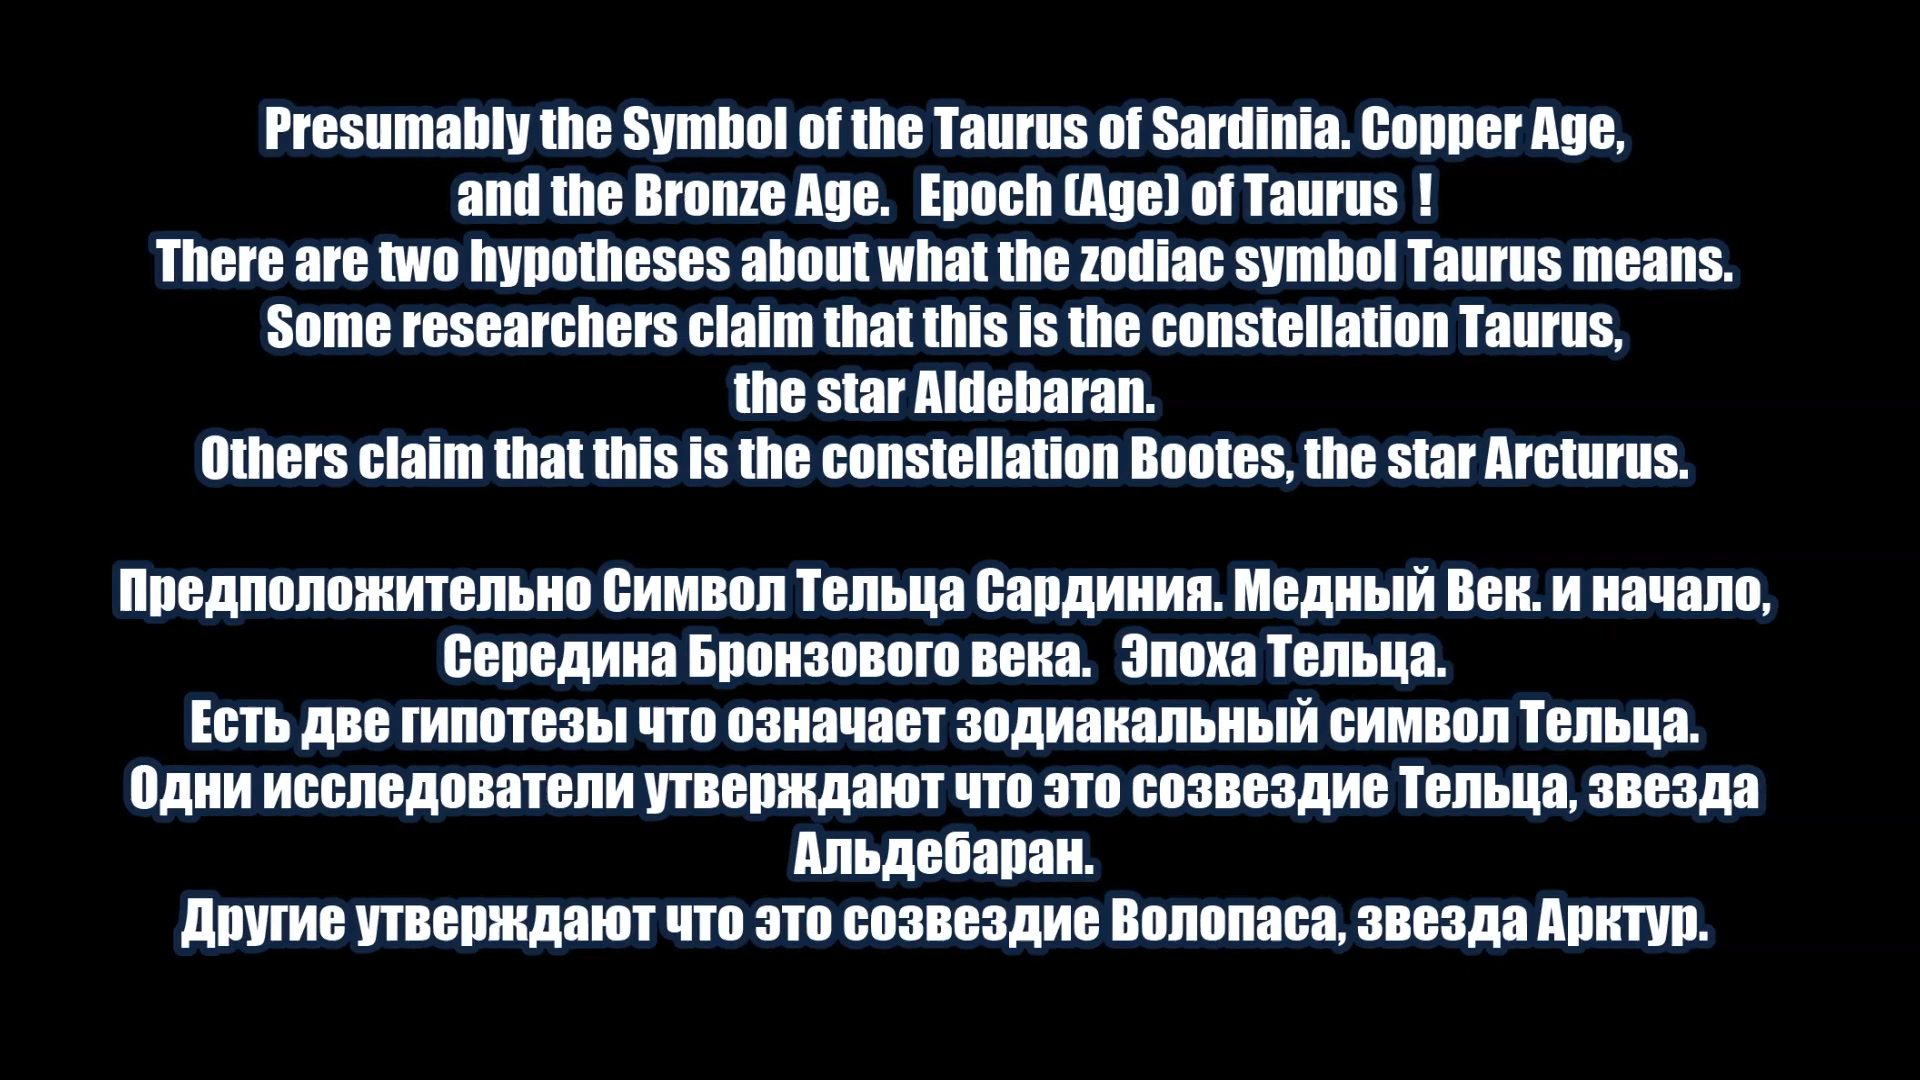 Presumably the Symbol of the Taurus of Sardinia. Copper Age,
and the Bronze Age.   Epoch (Age) of Taurus  !
There are two hypotheses about what the zodiac symbol Taurus means.
Some researchers claim that this is the constellation Taurus,
the star Aldebaran.
Others claim that this is the constellation Bootes, the star Arcturus.
Предположительно Символ Тельца Сардиния. Медный Век. и начало,
Середина Бронзового века.   Эпоха Тельца.
Есть две гипотезы что означает зодиакальный символ Тельца.
Одни исследователи утверждают что это созвездие Тельца, звезда
Альдебаран.
Другие утверждают что это созвездие Волопаса, звезда Арктур.